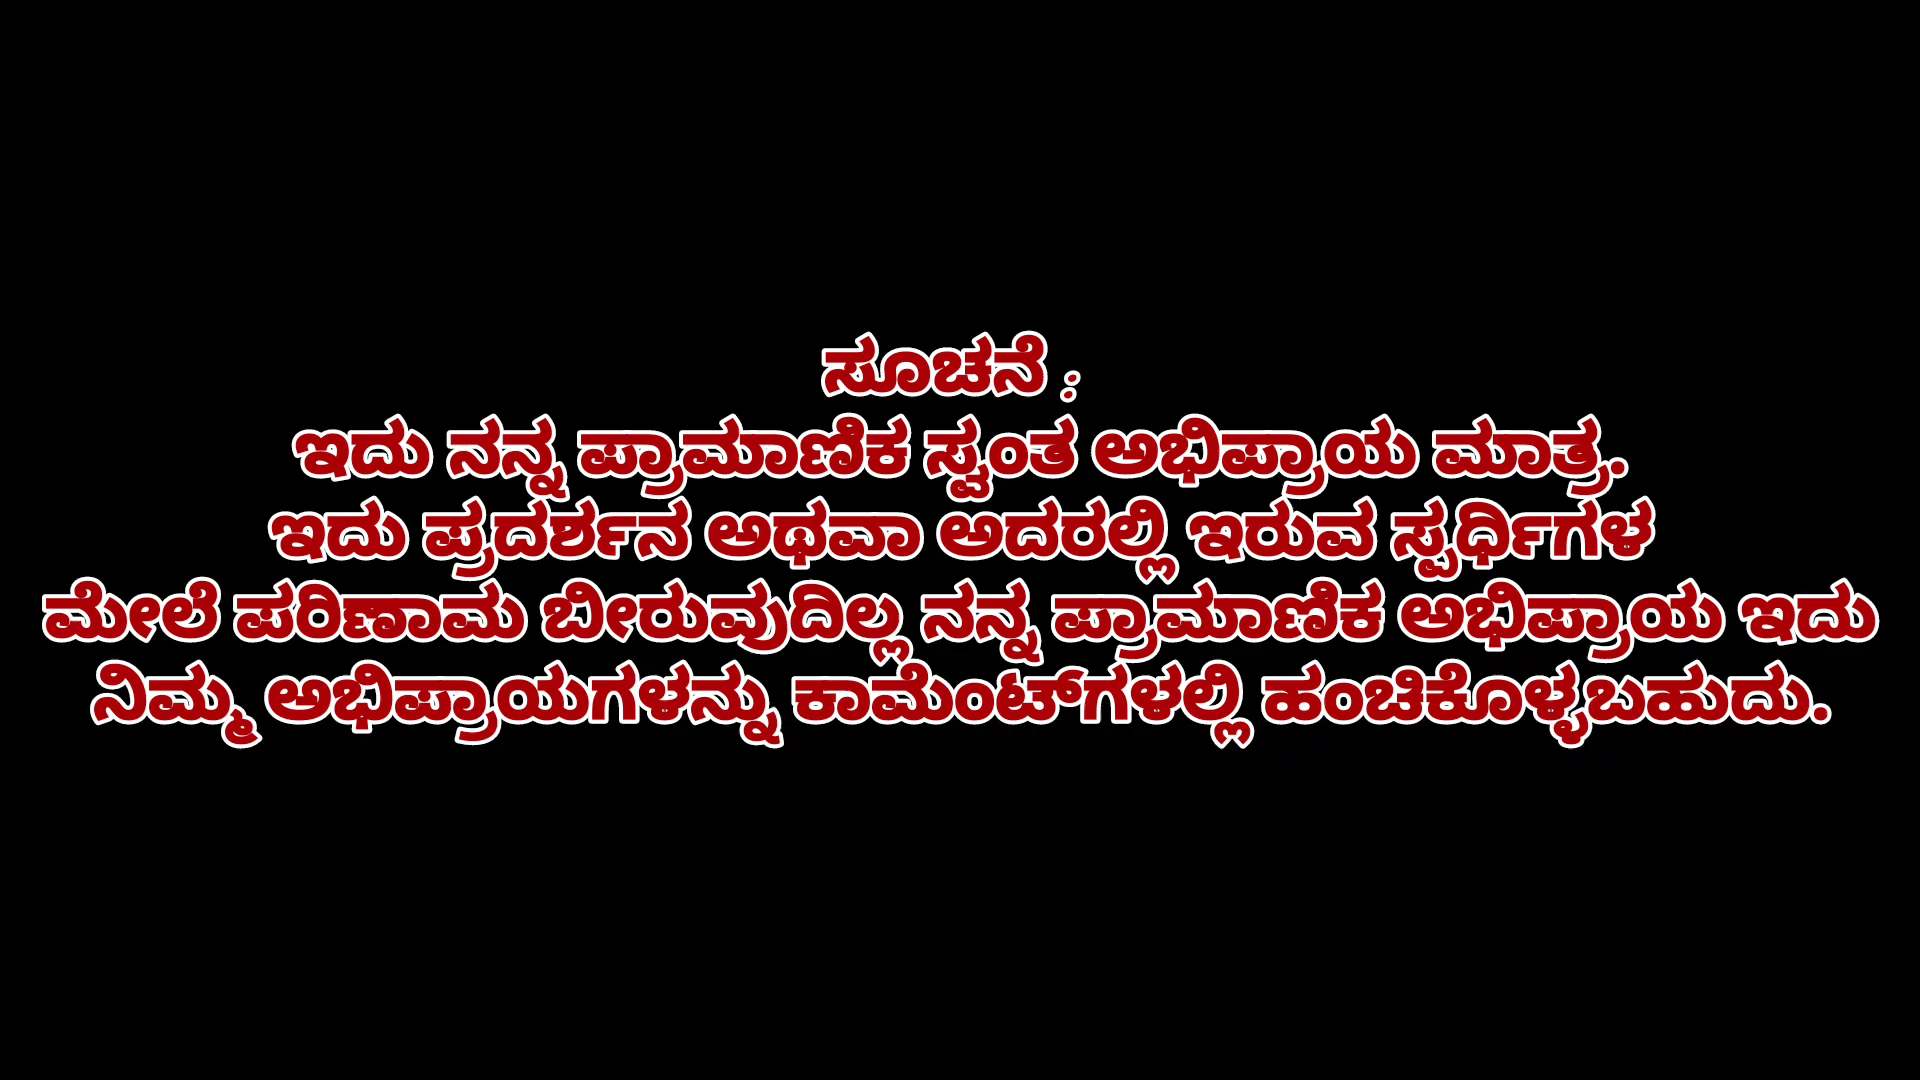 ಸೂಚನೆ :
ಇದು ನನ್ನ ಪ್ರಾಮಾಣಿಕ ಸ್ವಂತ ಅಭಿಪ್ರಾಯ ಮಾತ್ರ.
ಇದು ಪ್ರದರ್ಶನ ಅಥವಾ ಅದರಲ್ಲಿ ಇರುವ ಸ್ಪರ್ಧಿಗಳ
ಮೇಲೆ ಪರಿಣಾಮ ಬೀರುವುದಿಲ್ಲ ನನ್ನ ಪ್ರಾಮಾಣಿಕ ಅಭಿಪ್ರಾಯ ಇದು
ನಿಮ್ಮ ಅಭಿಪ್ರಾಯಗಳನ್ನು ಕಾಮೆಂಟ್‌ಗಳಲ್ಲಿ ಹಂಚಿಕೊಳ್ಳಬಹುದು.